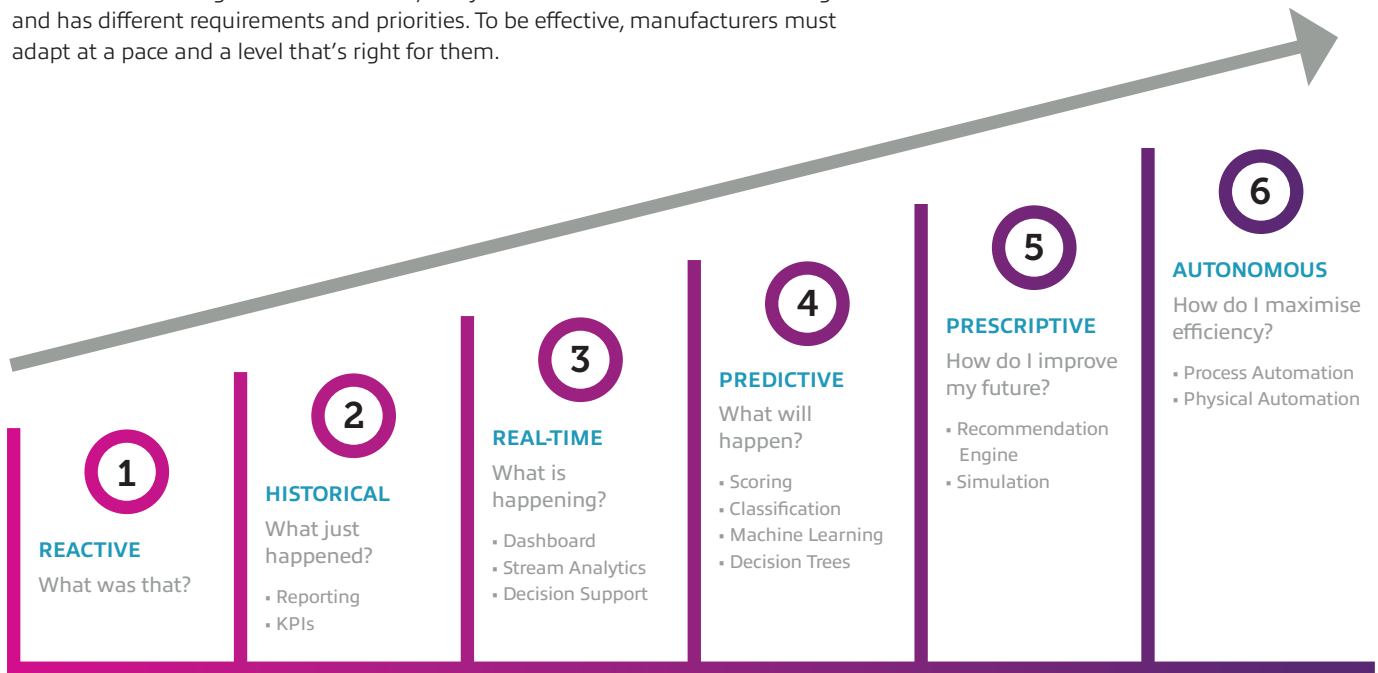 and has different requirements and priorities. To be effective, manufacturers must
adapt at a pace and a level that's right for them.
1
REACTIVE
What was that?
2
HISTORICAL
What just
happened?
▪ Reporting
▪ KPIs
3
REAL-TIME
What is
happening?
▪ Dashboard
▪ Stream Analytics
▪ Decision Support
4
PREDICTIVE
What will
happen?
▪ Scoring
▪ Classification
▪ Machine Learning
▪ Decision Trees
5
PRESCRIPTIVE
How do I improve
my future?
▪ Recommendation
Engine
▪ Simulation
6
AUTONOMOUS
How do I maximise
efficiency?
▪ Process Automation
▪ Physical Automation